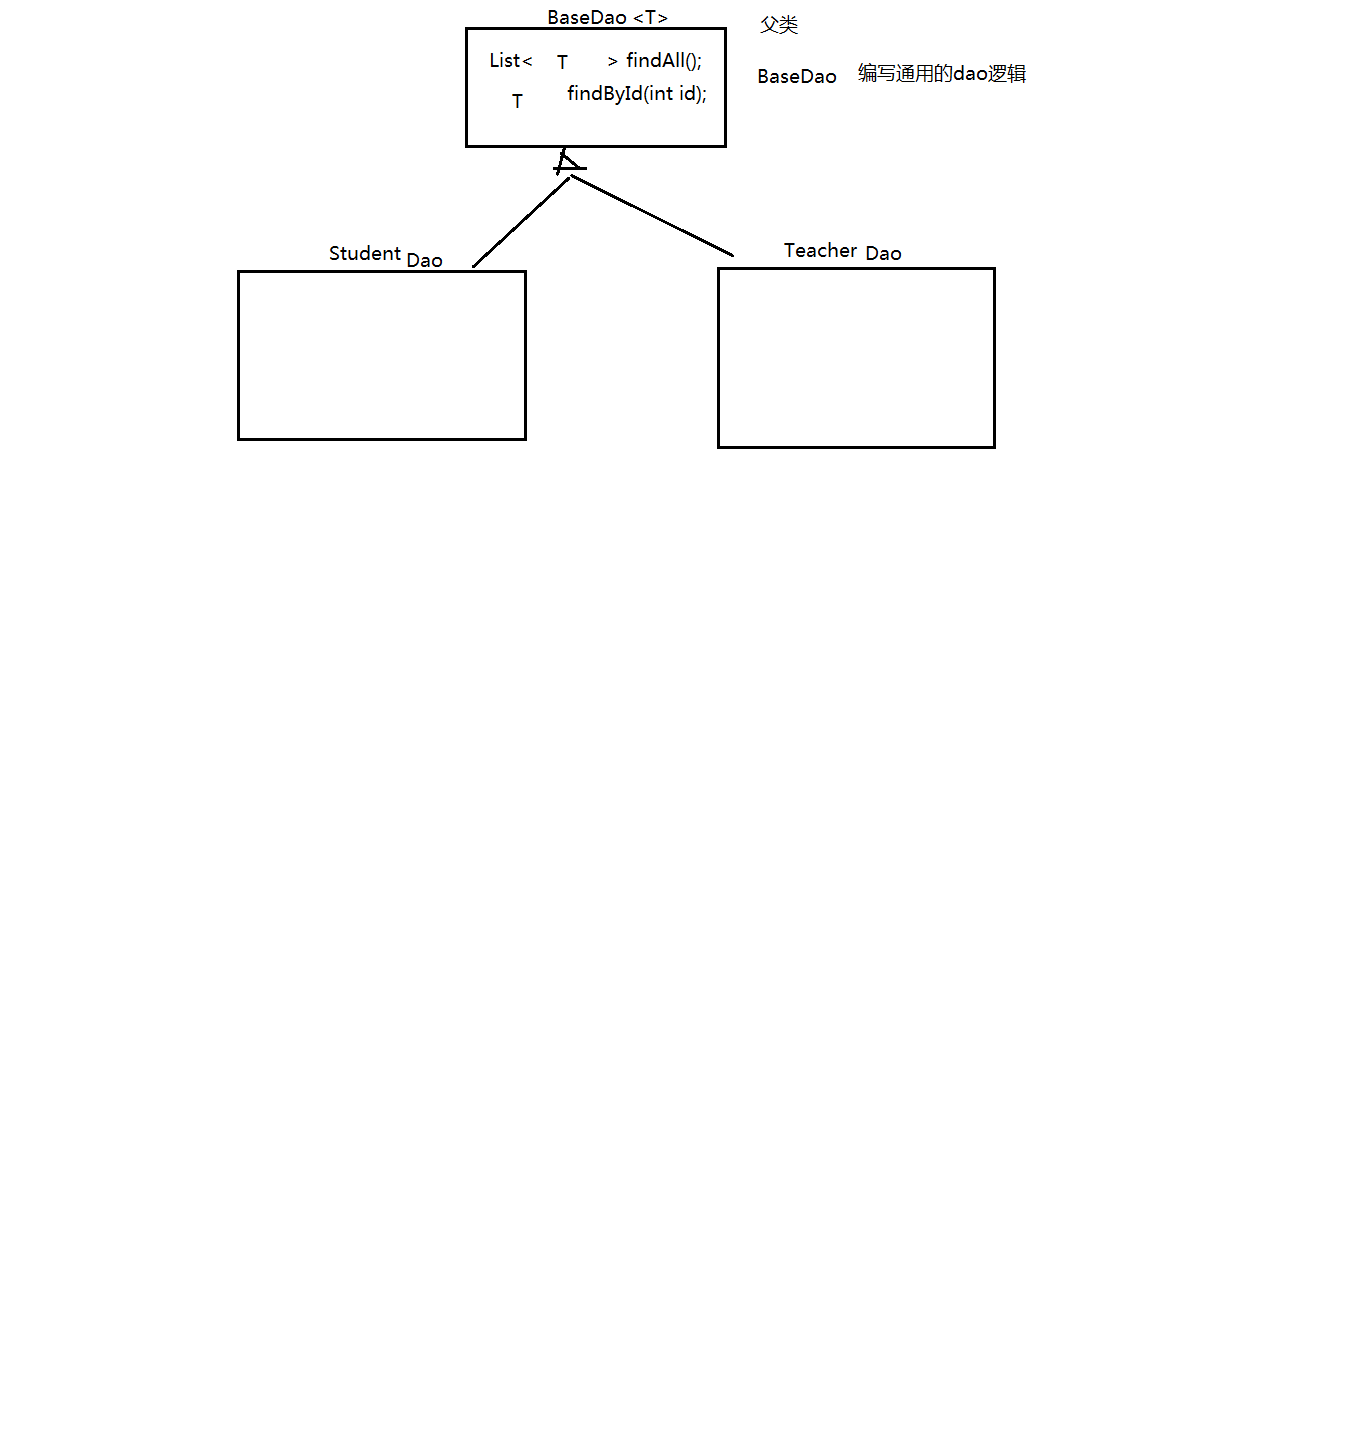 BaseDao <T>
父类
List< T > findAll();
T findById(int id);
BaseDao 编写通用的dao逻辑
Student Dao
Teacher Dao